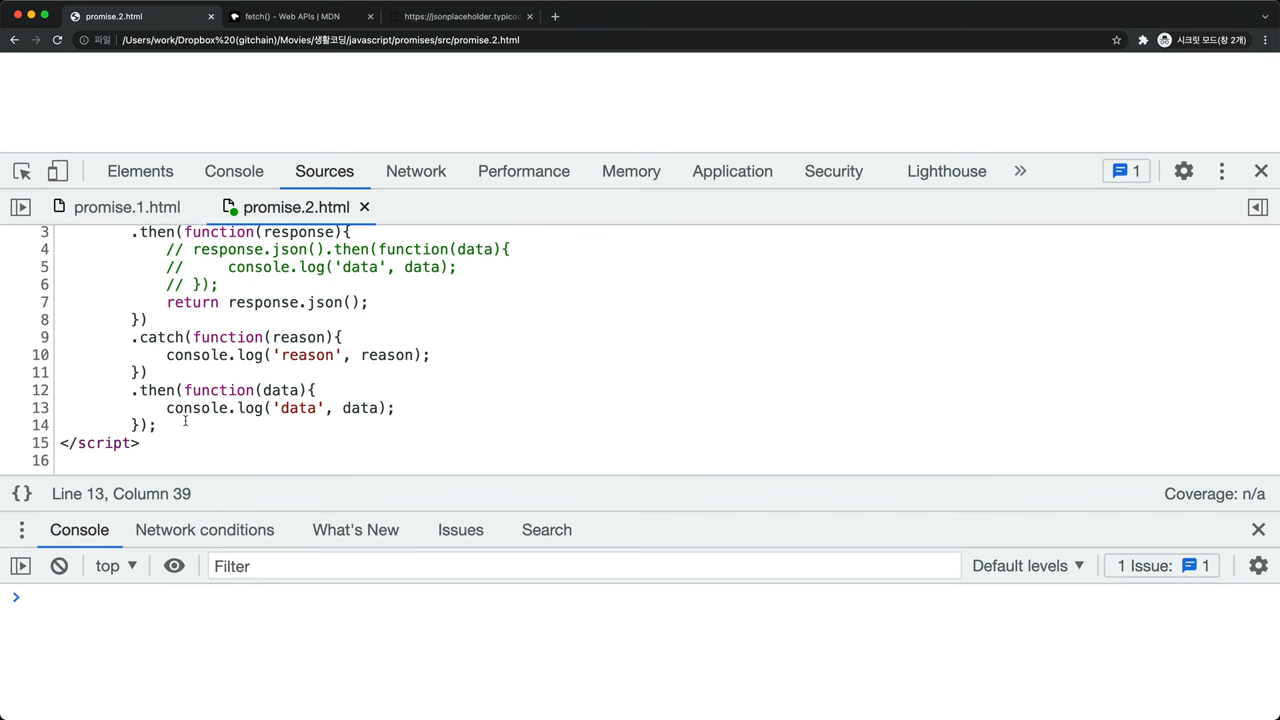 promise.2.html
fetch() - Web APIs | MDN
https://jsonplaceholder.typico
파일
/Users/work/Dropbox%20(gitchain)/Movies/생활코딩/javascript/promises/src/promise.2.html
시크릿 모드(창 2개)
Elements Console Sources Network Performance Memory Application Security Lighthouse 1
promise.1.html promise.2.html
3 .then(function(response){
4 // response.json().then(function(data){
5 //     console.log('data', data);
6 // });
7 return response.json();
8 })
9 .catch(function(reason){
10 console.log('reason', reason);
11 })
12 .then(function(data){
13 console.log('data', data);
14 });
15 </script>
16
{} Line 13, Column 39 Coverage: n/a
Console Network conditions What's New Issues Search
top Filter Default levels 1 Issue: 1